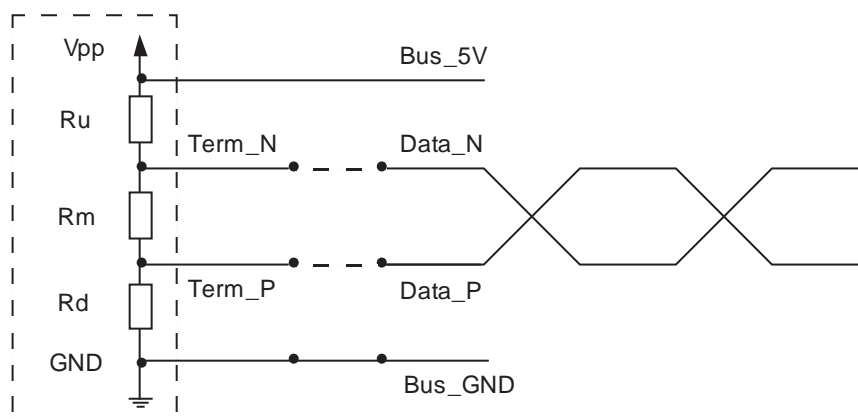 Vpp
Bus_5V
Ru
Term_N
Data_N
Rm
Term_P
Data_P
Rd
GND
Bus_GND